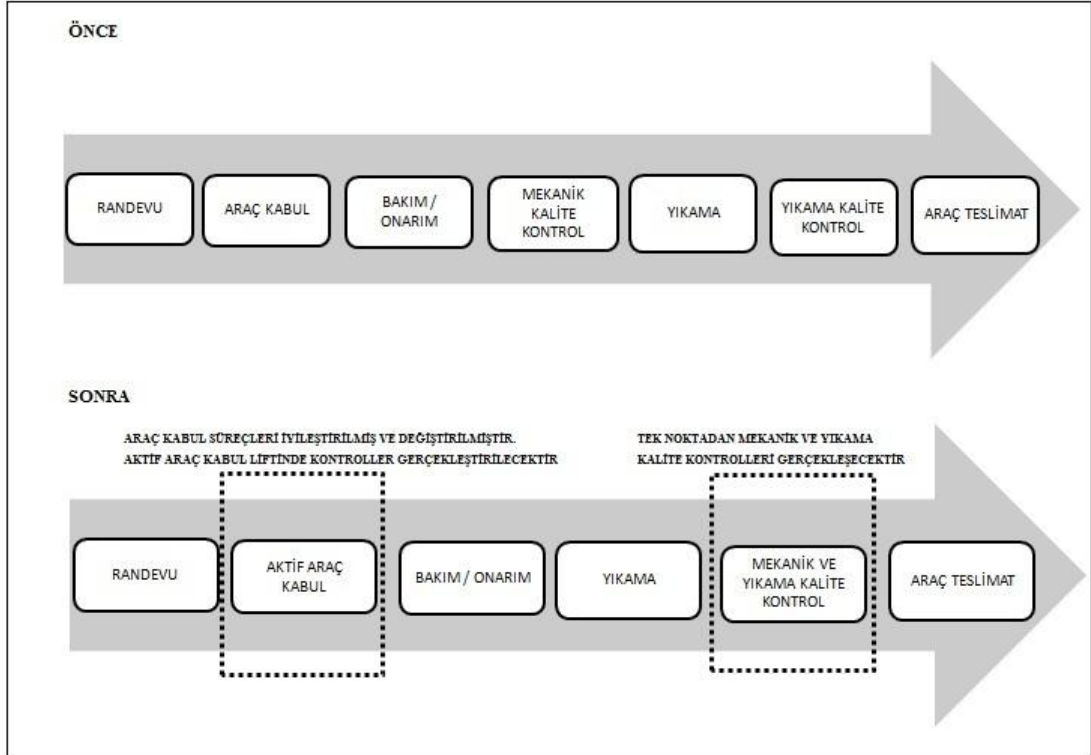 ÖNCE
RANDEVU
ARAÇ KABUL
BAKIM /
ONARIM
MEKANİK
KALİTE
KONTROL
YIKAMA
YIKAMA KALİTE
KONTROL
ARAÇ TESLİMAT
SONRA
ARAÇ KABUL SÜREÇLERİ İYİLEŞTİRİLMİŞ VE DEĞİŞTİRİLMİŞTİR.
AKTİF ARAÇ KABUL LİFTİNDE KONTROLLER GERÇEKLEŞTİRİLECEKTİR
TEK NOKTADAN MEKANİK VE YIKAMA
KALİTE KONTROLLERİ GERÇEKLEŞECEKTİR
RANDEVU
AKTİF ARAÇ
KABUL
BAKIM / ONARIM
YIKAMA
MEKANİK VE
YIKAMA KALİTE
KONTROL
ARAÇ TESLİMAT